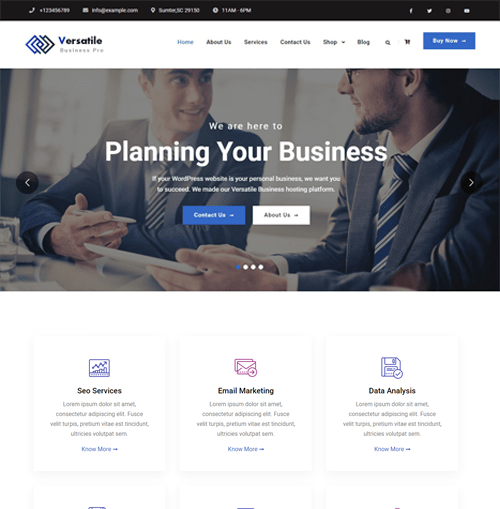 +123456789 info@example.com Sumter,SC 29150 11AM - 6PM
Versatile
Business Pro
Home About Us Services Contact Us Shop Blog Buy Now →
We are here to
Planning Your Business
If your WordPress website is your personal business, we want you
to succeed. We made our Versatile Business hosting platform.
Contact Us → About Us →
Seo Services
Lorem ipsum dolor sit amet,
consectetur adipiscing elit. Fusce
velit turpis, pretium vitae est tincidunt,
ultricies volutpat sem.
Know More →
Email Marketing
Lorem ipsum dolor sit amet,
consectetur adipiscing elit. Fusce
velit turpis, pretium vitae est tincidunt,
ultricies volutpat sem.
Know More →
Data Analysis
Lorem ipsum dolor sit amet,
consectetur adipiscing elit. Fusce
velit turpis, pretium vitae est tincidunt,
ultricies volutpat sem.
Know More →